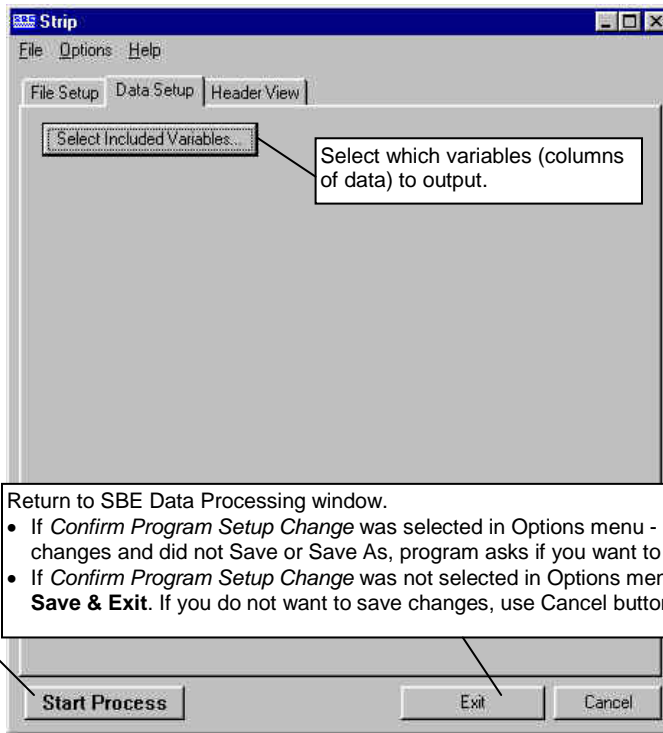 SBE Strip
File Options Help
File Setup Data Setup Header View
Select Included Variables...
Select which variables (columns
of data) to output.
Return to SBE Data Processing window.
• If Confirm Program Setup Change was selected in Options menu -
changes and did not Save or Save As, program asks if you want to
• If Confirm Program Setup Change was not selected in Options men
Save & Exit. If you do not want to save changes, use Cancel button
Start Process Exit Cancel